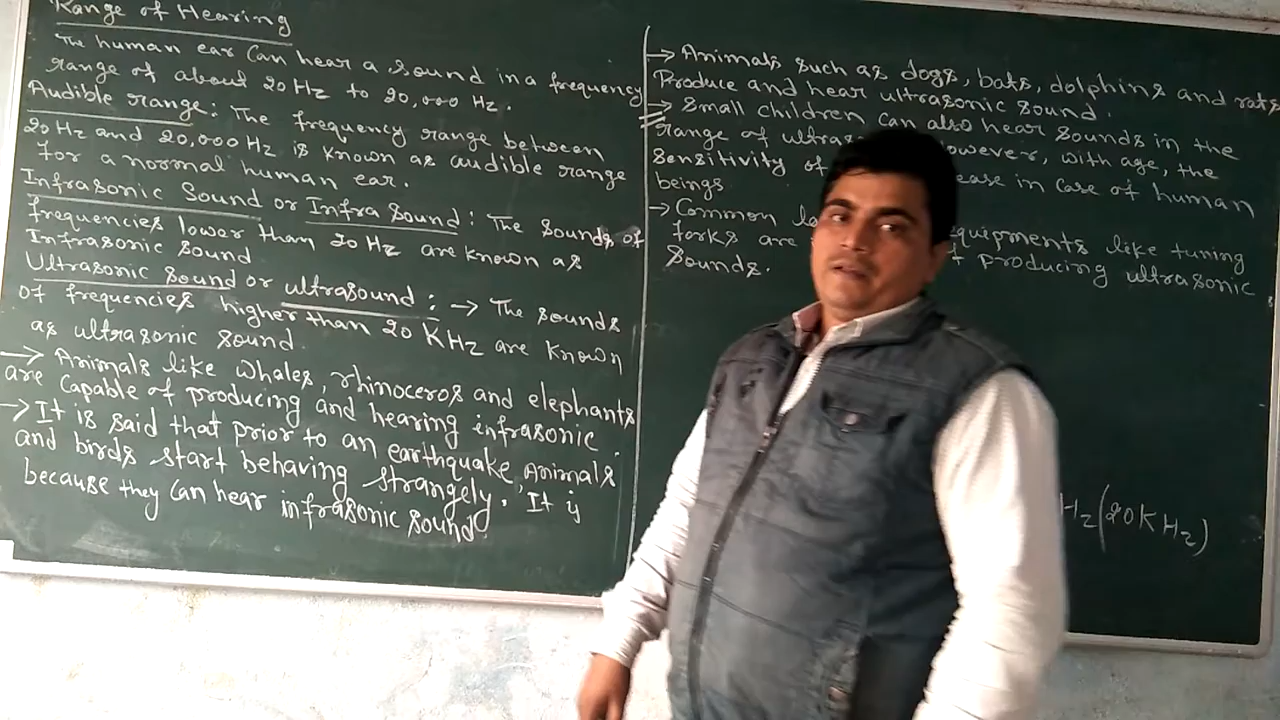 Range of Hearing
The human ear Can hear a sound in a frequency
range of about 20 Hz to 20,000 Hz.
Audible range: The frequency range between
20 Hz and 20,000 Hz is known as audible range
for a normal human ear.
Infrasonic Sound or Infra Sound: The sounds of
frequencies lower than 20 Hz are known as
Infrasonic sound
Ultrasonic sound or ultrasound: → The sounds
of frequencies higher than 20 KHz are known
as ultrasonic sound.
→ Animals like whales, rhinoceros and elephants
are capable of producing and hearing infrasonic
→ It is said that prior to an earthquake Animals
and birds start behaving strangely. It is
because they can hear infrasonic sound
→ Animals such as dogs, bats, dolphins and rats
Produce and hear ultrasonic sound.
→ Small children can also hear sounds in the
range of However, with age, the
Sensitivity of in case of human
beings
→ Common like tuning
forks are producing ultrasonic
Sounds.
Hz (20 KHz)